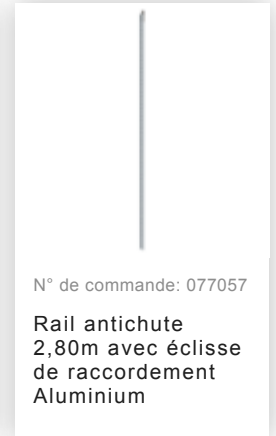 N° de commande: 077057
Rail antichute
2,80m avec éclisse
de raccordement
Aluminium